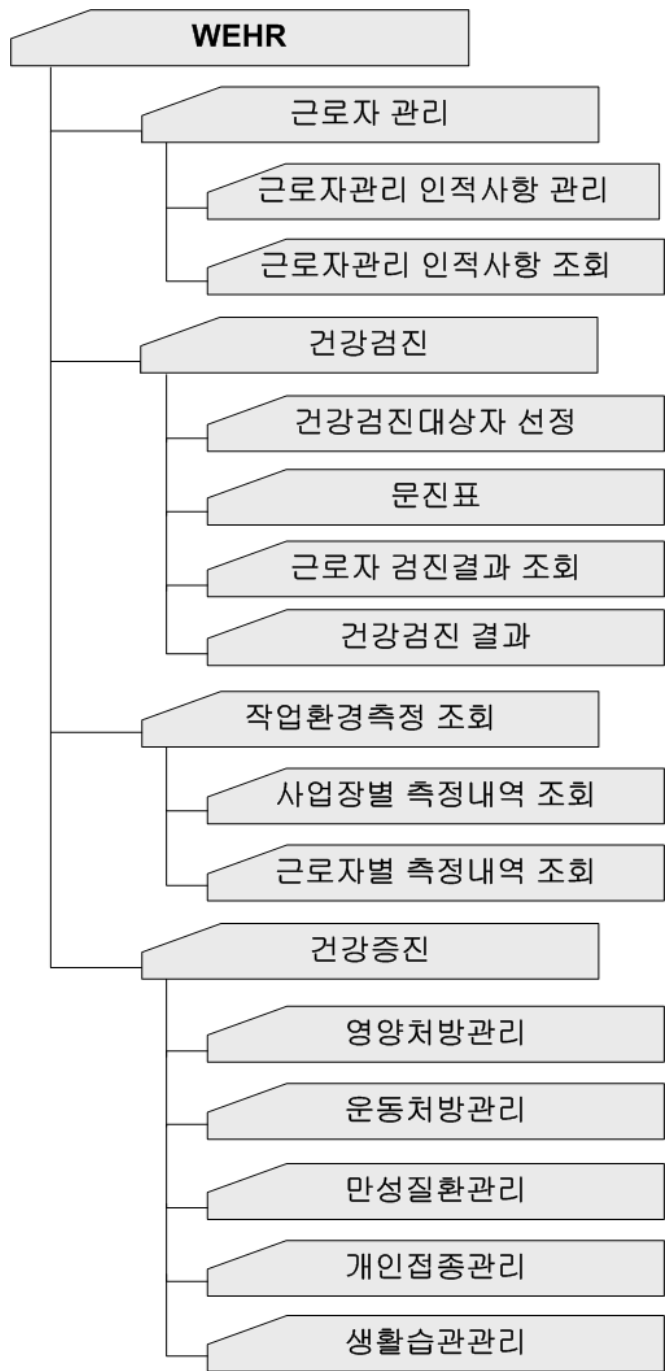 WEHR
근로자 관리
근로자관리 인적사항 관리
근로자관리 인적사항 조회
건강검진
건강검진대상자 선정
문진표
근로자 검진결과 조회
건강검진 결과
작업환경측정 조회
사업장별 측정내역 조회
근로자별 측정내역 조회
건강증진
영양처방관리
운동처방관리
만성질환관리
개인접종관리
생활습관관리